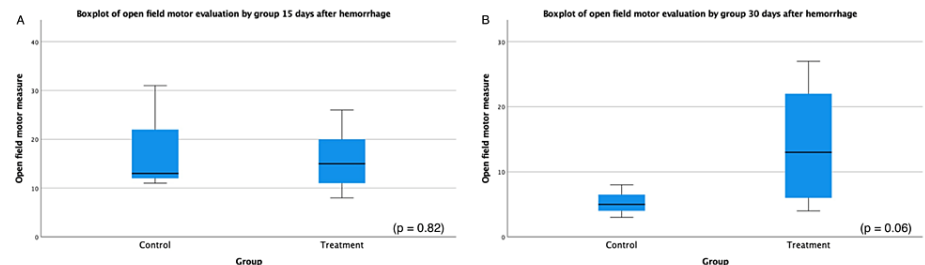 A
Boxplot of open field motor evaluation by group 15 days after hemorrhage
40
30
20
10
0
Open field motor measure
Control
Treatment
(p = 0.82)
Group
B
Boxplot of open field motor evaluation by group 30 days after hemorrhage
30
20
10
0
Open field motor measure
Control
Treatment
(p = 0.06)
Group